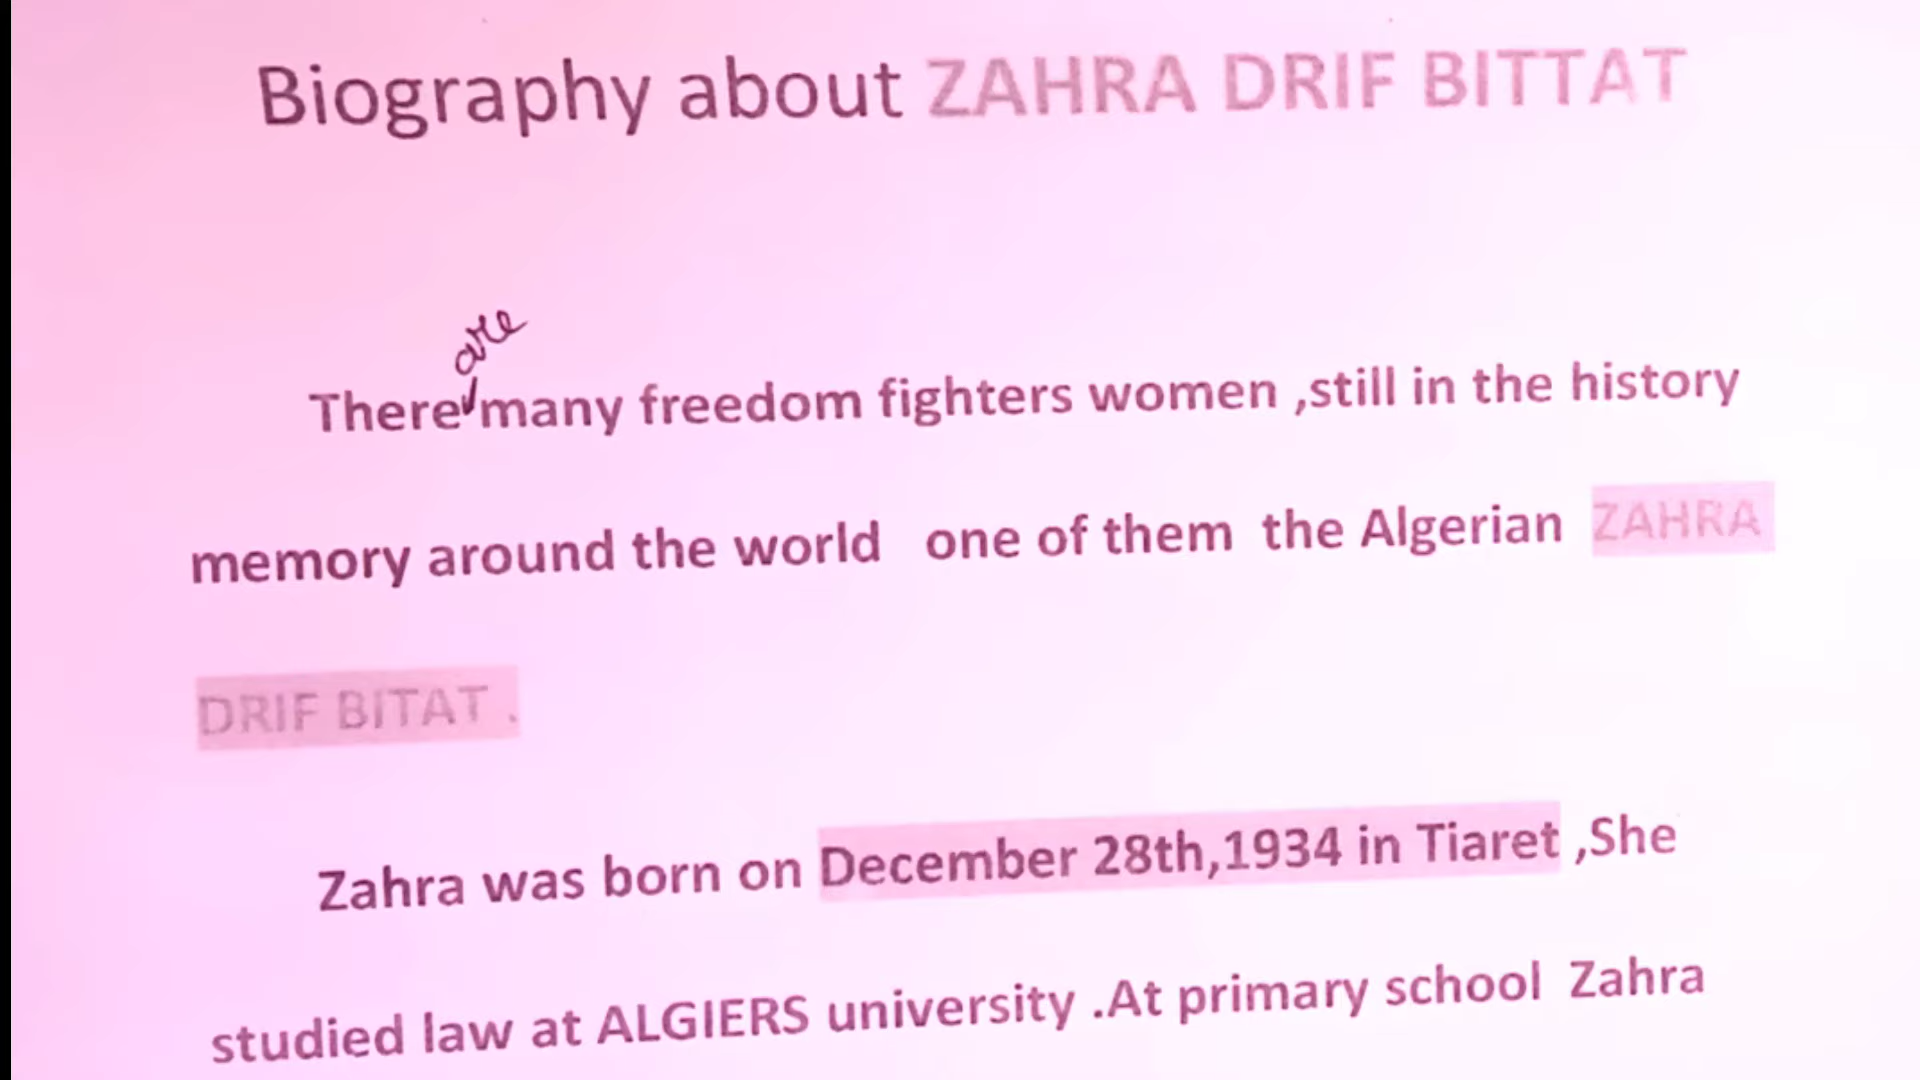 Biography about ZAHRA DRIF BITTAT
are
There many freedom fighters women ,still in the history
memory around the world one of them the Algerian ZAHRA
DRIF BITAT .
Zahra was born on December 28th,1934 in Tiaret ,She
studied law at ALGIERS university .At primary school Zahra